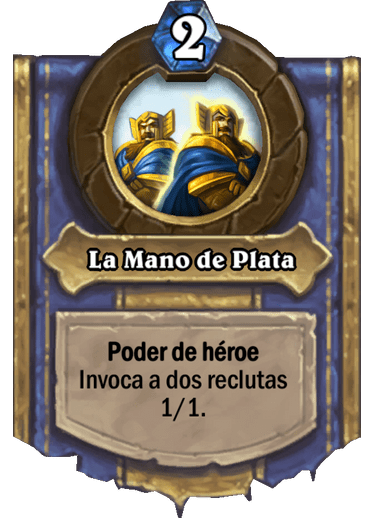 2
La Mano de Plata
Poder de héroe
Invoca a dos reclutas
1/1.